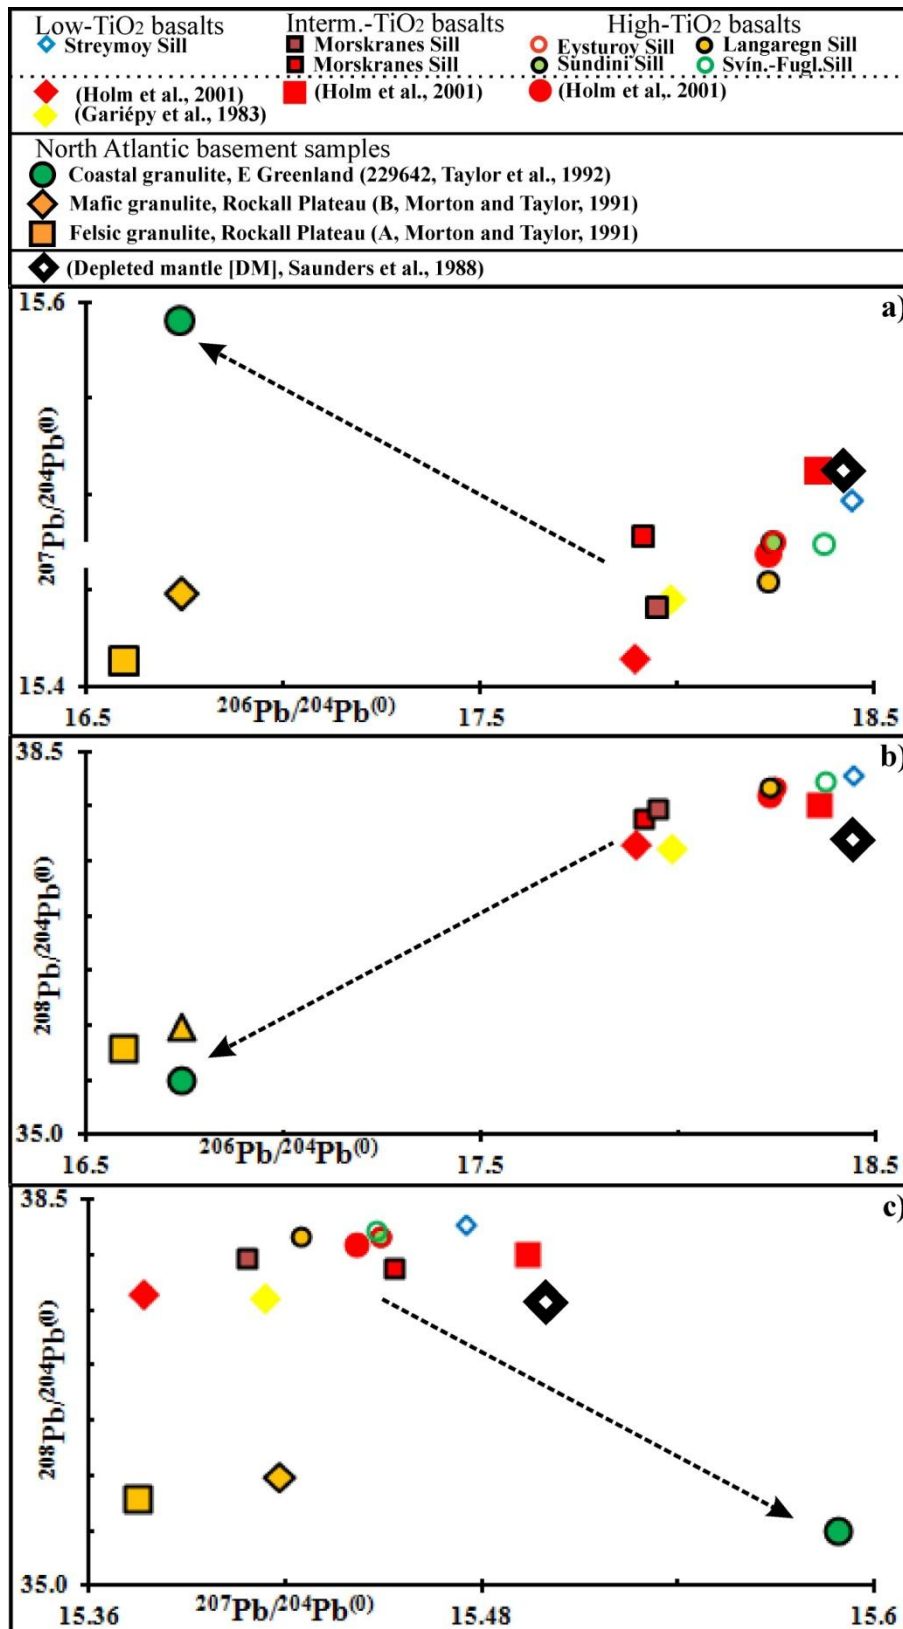 Low-TiO2 basalts Interm.-TiO2 basalts High-TiO2 basalts
Streymoy Sill Morskranes Sill Eysturoy Sill Langaregn Sill
Morskranes Sill Sundini Sill Svín.-Fugl.Sill
(Holm et al., 2001) (Holm et al., 2001) (Holm et al,. 2001)
(Gariépy et al., 1983)
North Atlantic basement samples
Coastal granulite, E Greenland (229642, Taylor et al., 1992)
Mafic granulite, Rockall Plateau (B, Morton and Taylor, 1991)
Felsic granulite, Rockall Plateau (A, Morton and Taylor, 1991)
(Depleted mantle [DM], Saunders et al., 1988)
a)
15.6
207Pb/204Pb(0)
15.4
16.5 206Pb/204Pb(0) 17.5 18.5
b)
38.5
208Pb/204Pb(0)
35.0
16.5 206Pb/204Pb(0) 17.5 18.5
c)
38.5
208Pb/204Pb(0)
35.0
15.36 207Pb/204Pb(0) 15.48 15.6